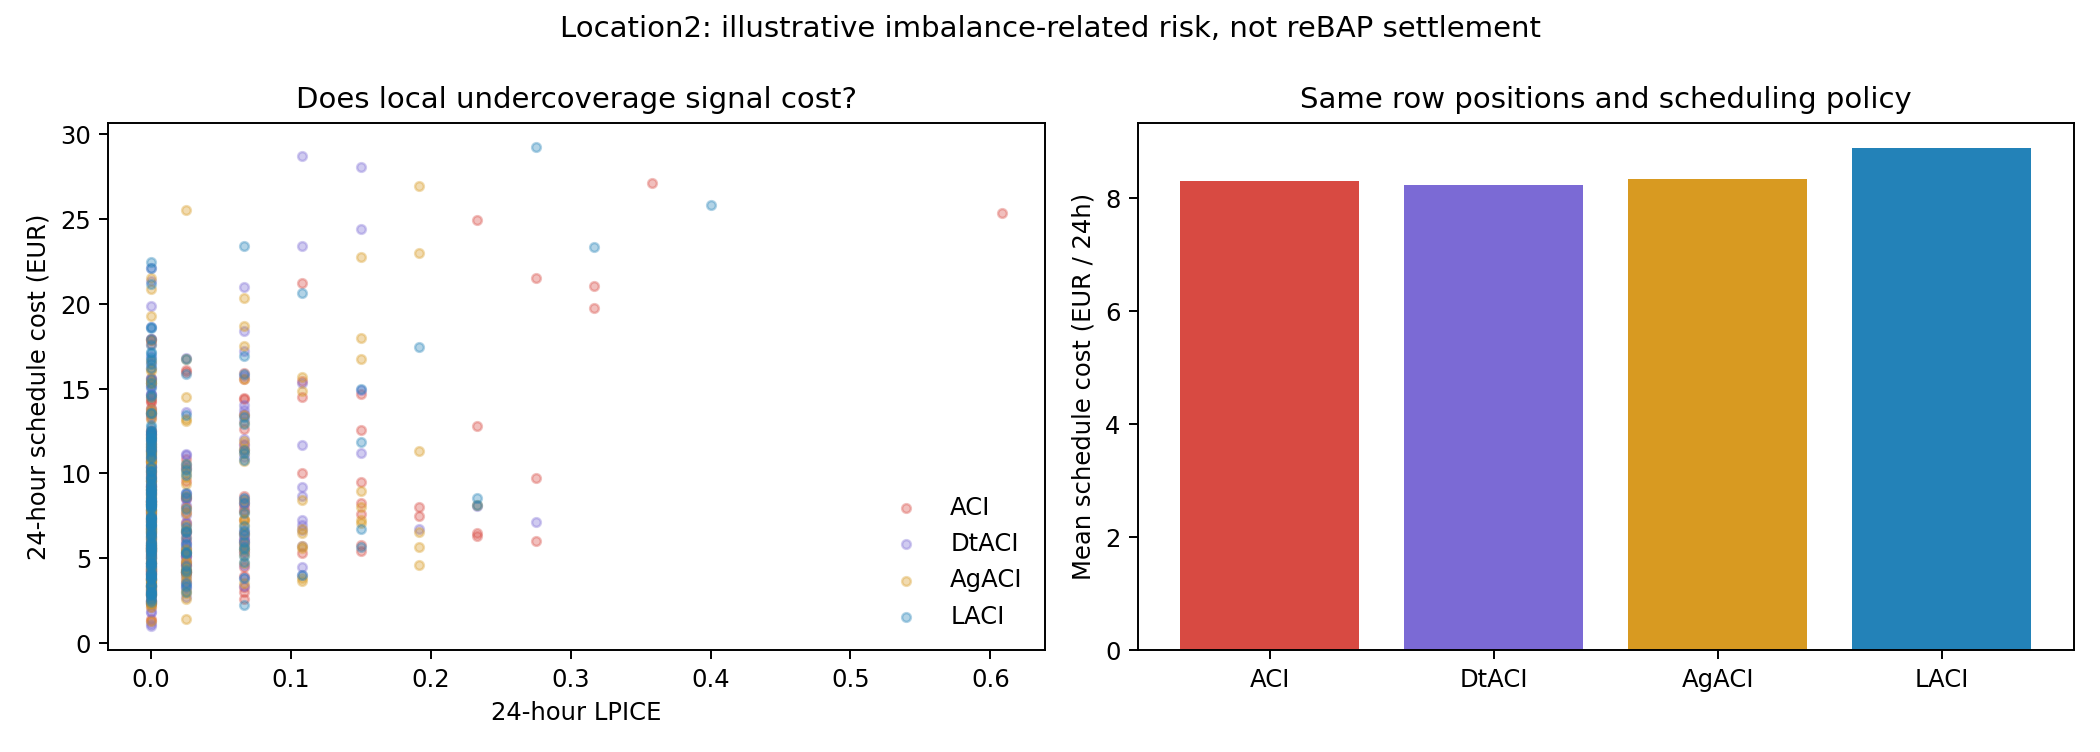 Location2: illustrative imbalance-related risk, not reBAP settlement
Does local undercoverage signal cost?
24-hour schedule cost (EUR)
30
25
20
15
10
5
0
0.0 0.1 0.2 0.3 0.4 0.5 0.6
24-hour LPICE
ACI
DtACI
AgACI
LACI
Same row positions and scheduling policy
Mean schedule cost (EUR / 24h)
8
6
4
2
0
ACI DtACI AgACI LACI